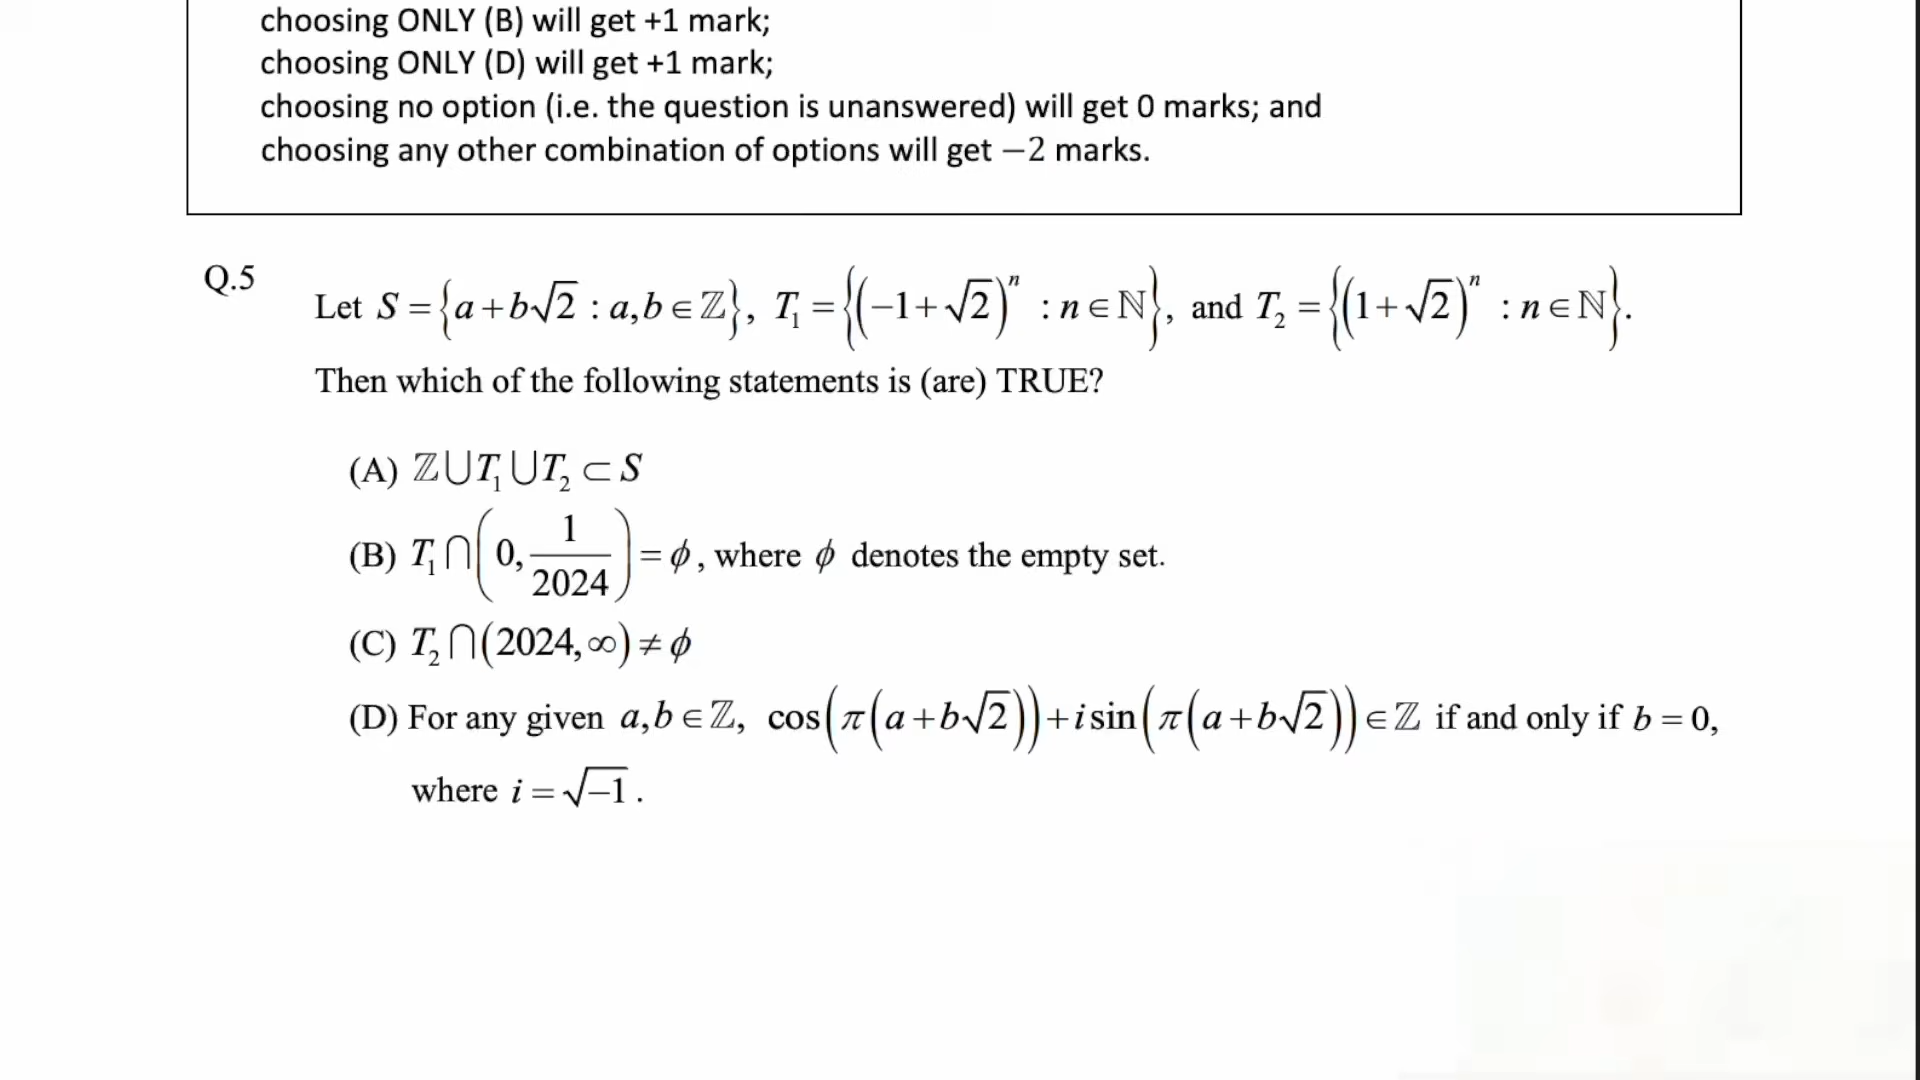 choosing ONLY (B) will get +1 mark;
choosing ONLY (D) will get +1 mark;
choosing no option (i.e. the question is unanswered) will get 0 marks; and
choosing any other combination of options will get −2 marks.
Q.5
Let S = {a + b√2 : a, b ∈ ℤ}, T₁ = {(−1 + √2)ⁿ : n ∈ ℕ}, and T₂ = {(1 + √2)ⁿ : n ∈ ℕ}.
Then which of the following statements is (are) TRUE?
(A) ℤ ⋃ T₁ ⋃ T₂ ⊂ S
(B) T₁ ⋂ (0, 1/2024) = ϕ, where ϕ denotes the empty set.
(C) T₂ ⋂ (2024, ∞) ≠ ϕ
(D) For any given a, b ∈ ℤ, cos(π(a + b√2)) + i sin(π(a + b√2)) ∈ ℤ if and only if b = 0,
where i = √−1.